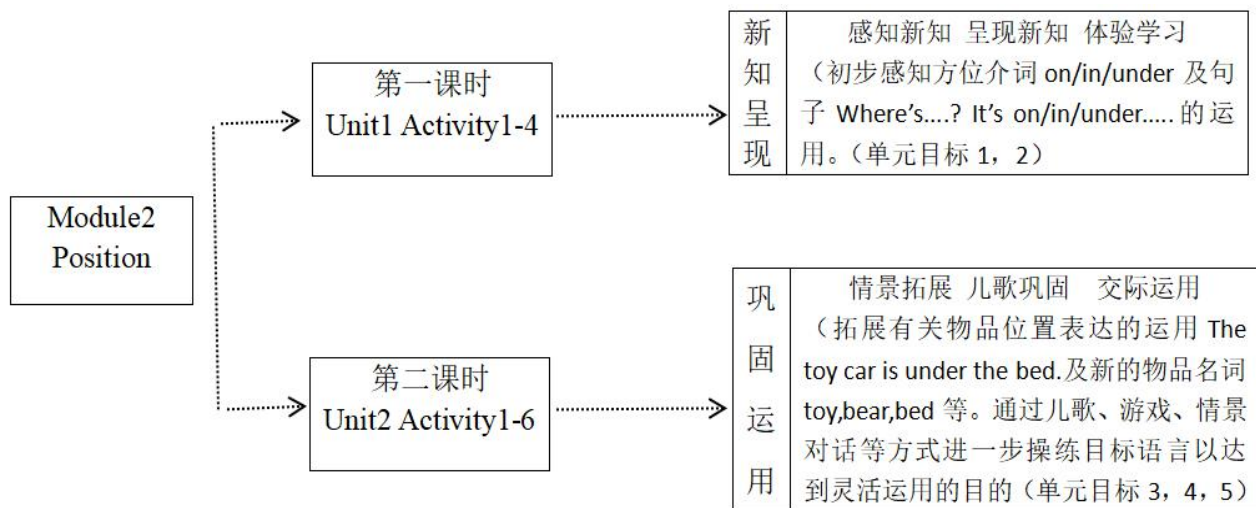 Module2
Position
第一课时
Unit1 Activity1-4
新知呈现
感知新知 呈现新知 体验学习
（初步感知方位介词 on/in/under 及句
子 Where's....? It's on/in/under..... 的运
用。（单元目标 1，2）
第二课时
Unit2 Activity1-6
巩固运用
情景拓展 儿歌巩固 交际运用
（拓展有关物品位置表达的运用 The
toy car is under the bed.及新的物品名词
toy,bear,bed 等。通过儿歌、游戏、情景
对话等方式进一步操练目标语言以达
到灵活运用的目的（单元目标 3，4，5）